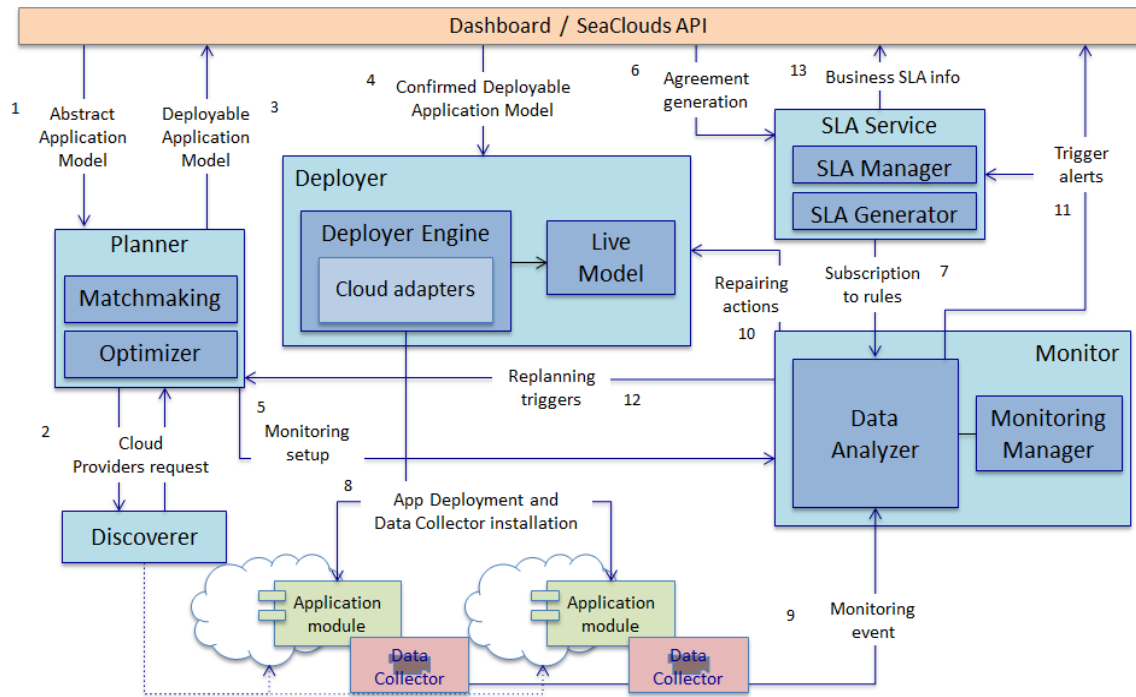 Dashboard / SeaClouds API
1
Abstract
Application
Model
Deployable
Application
Model
3
4
Confirmed Deployable
Application Model
6
Agreement
generation
13
Business SLA info
SLA Service
SLA Manager
SLA Generator
Trigger
alerts
11
Deployer
Deployer Engine
Cloud adapters
Live
Model
Planner
Matchmaking
Optimizer
Repairing
actions
10
Subscription
to rules
7
Monitor
Data
Analyzer
Monitoring
Manager
Replanning
triggers
12
2
Cloud
Providers request
5
Monitoring
setup
8
App Deployment and
Data Collector installation
Discoverer
Application
module
Data
Collector
Application
module
Data
Collector
9
Monitoring
event